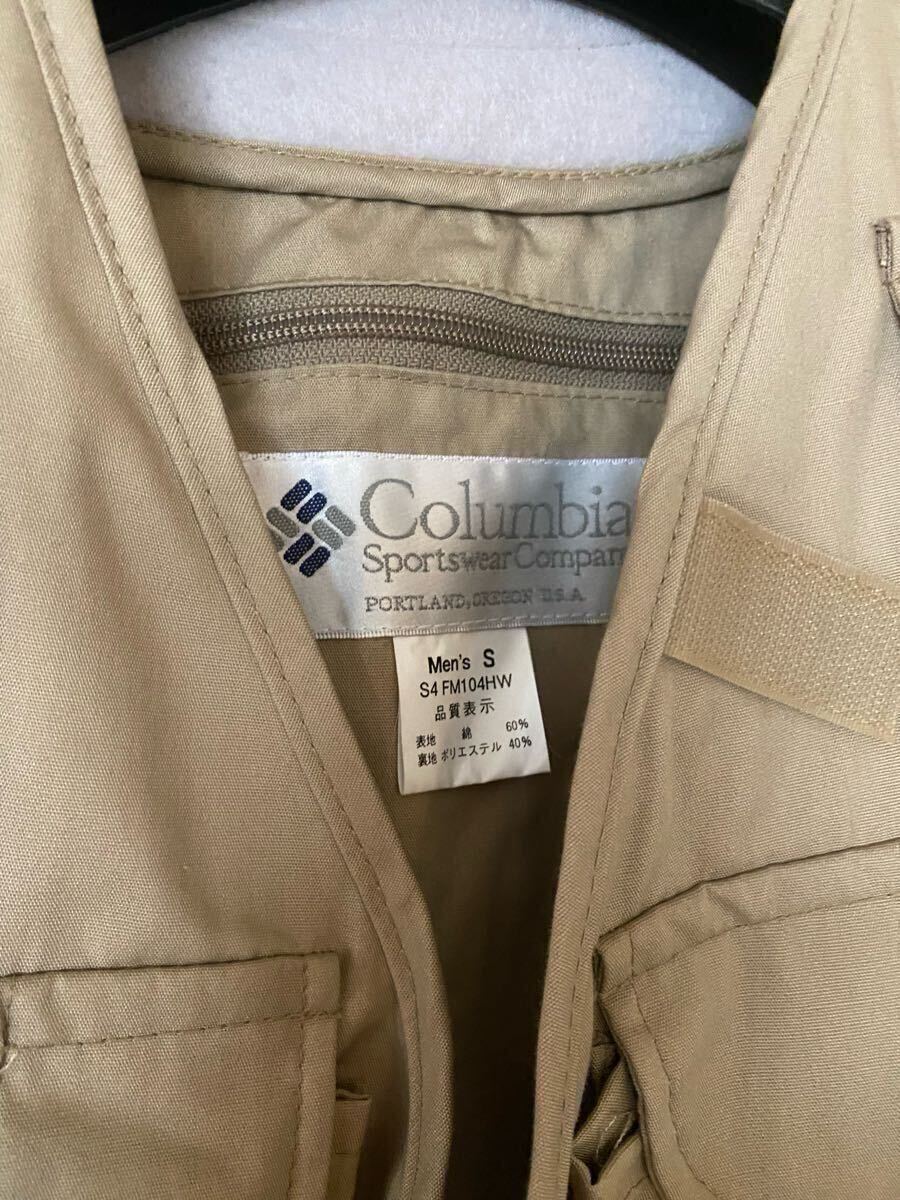 Columbia
Sportswear Compan
PORTLAND, OREGON U.S.A.
Men's S
S4 FM104HW
品質表示
表地 綿 60%
裏地 ポリエステル 40%